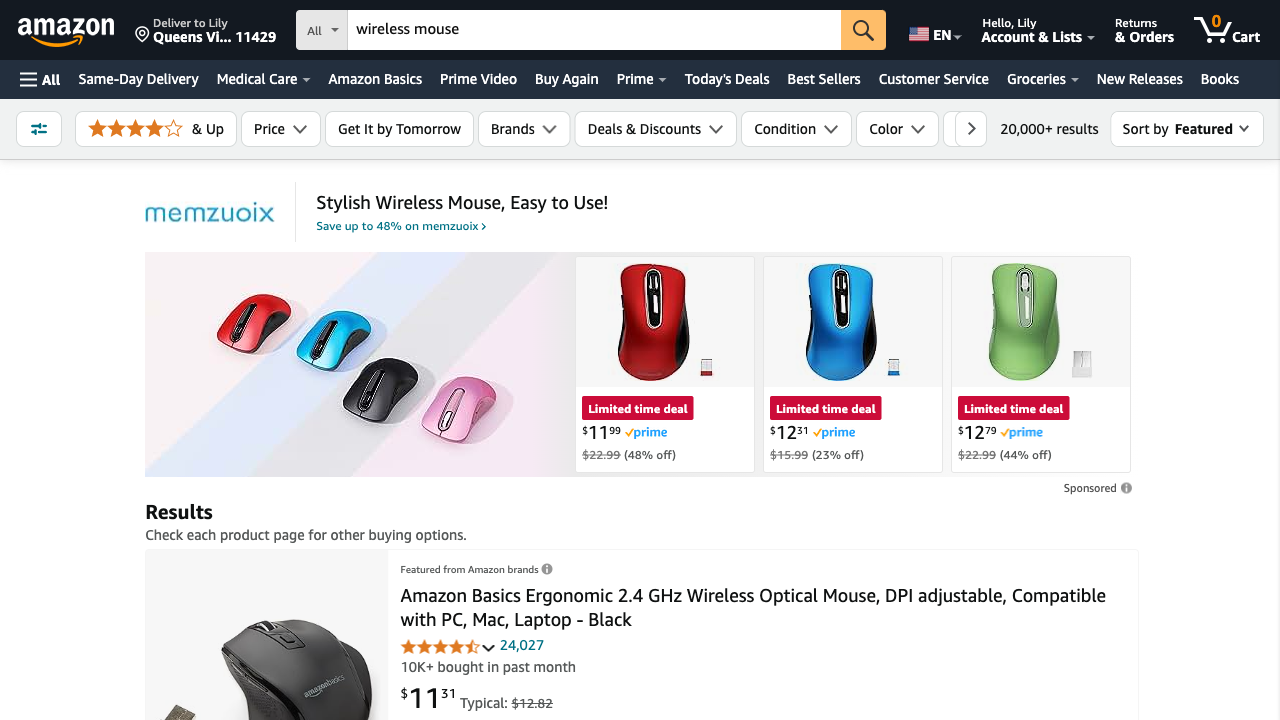 amazon
Deliver to Lily
Queens Vi... 11429
All
wireless mouse
EN
Hello, Lily
Account & Lists
Returns
& Orders
0
Cart
All
Same-Day Delivery
Medical Care
Amazon Basics
Prime Video
Buy Again
Prime
Today's Deals
Best Sellers
Customer Service
Groceries
New Releases
Books
& Up
Price
Get It by Tomorrow
Brands
Deals & Discounts
Condition
Color
20,000+ results
Sort by Featured
memzuoix
Stylish Wireless Mouse, Easy to Use!
Save up to 48% on memzuoix ›
Limited time deal
$11 99 prime
$22.99 (48% off)
Limited time deal
$12 31 prime
$15.99 (23% off)
Limited time deal
$12 79 prime
$22.99 (44% off)
Sponsored
Results
Check each product page for other buying options.
amazonbasics
Featured from Amazon brands
Amazon Basics Ergonomic 2.4 GHz Wireless Optical Mouse, DPI adjustable, Compatible
with PC, Mac, Laptop - Black
24,027
10K+ bought in past month
$11 31 Typical: $12.82